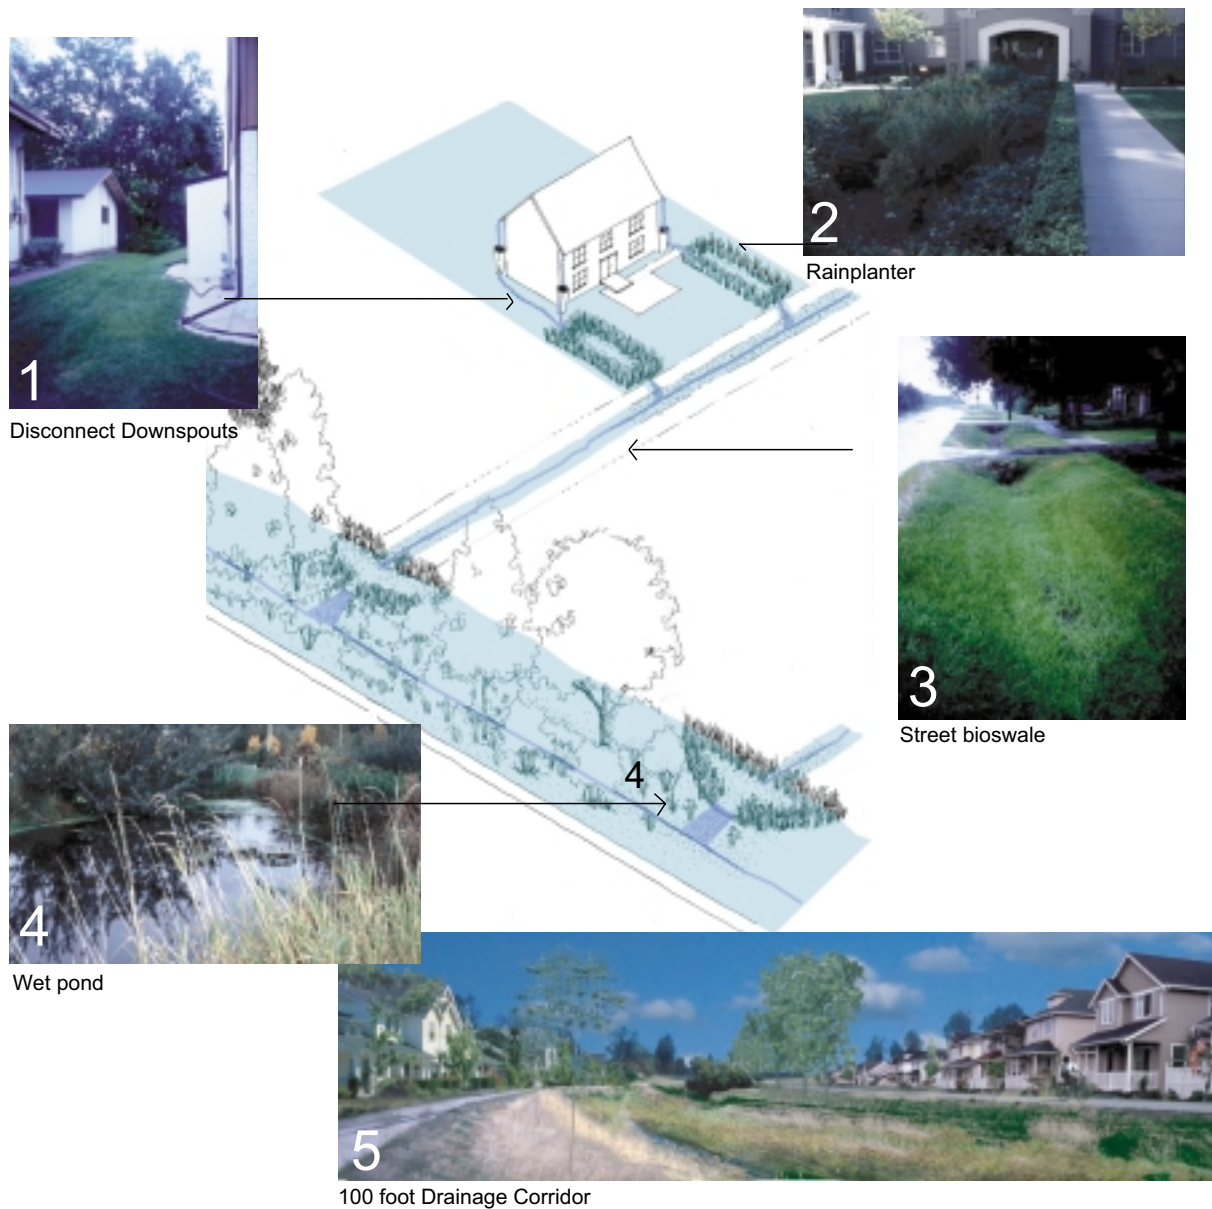 1
Disconnect Downspouts
2
Rainplanter
3
Street bioswale
4
4
Wet pond
5
100 foot Drainage Corridor